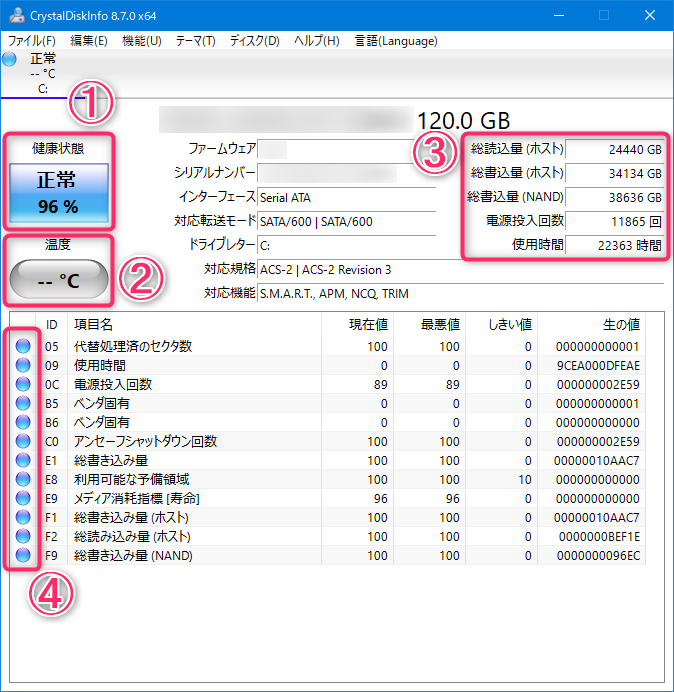 CrystalDiskInfo 8.7.0 x64
ファイル(F) 編集(E) 機能(U) テーマ(T) ディスク(D) ヘルプ(H) 言語(Language)
正常
-- °C
C:
①
120.0 GB
健康状態
正常
96 %
温度
-- °C
②
ファームウェア
シリアルナンバー
インターフェース Serial ATA
対応転送モード SATA/600 | SATA/600
ドライブレター C:
対応規格 ACS-2 | ACS-2 Revision 3
対応機能 S.M.A.R.T., APM, NCQ, TRIM
③
総読込量 (ホスト) 24440 GB
総書込量 (ホスト) 34134 GB
総書込量 (NAND) 38636 GB
電源投入回数 11865 回
使用時間 22363 時間
ID 項目名 現在値 最悪値 しきい値 生の値
05 代替処理済のセクタ数 100 100 0 000000000001
09 使用時間 0 0 0 9CEA000DFEAE
0C 電源投入回数 89 89 0 000000002E59
B5 ベンダ固有 0 0 0 000000000001
B6 ベンダ固有 0 0 0 000000000000
C0 アンセーフシャットダウン回数 100 100 0 000000002E59
E1 総書き込み量 100 100 0 00000010AAC7
E8 利用可能な予備領域 100 100 10 000000000000
E9 メディア消耗指標 [寿命] 96 96 0 000000000000
F1 総書き込み量 (ホスト) 100 100 0 00000010AAC7
F2 総読み込み量 (ホスト) 100 100 0 0000000BEF1E
F9 総書き込み量 (NAND) 100 100 0 0000000096EC
④